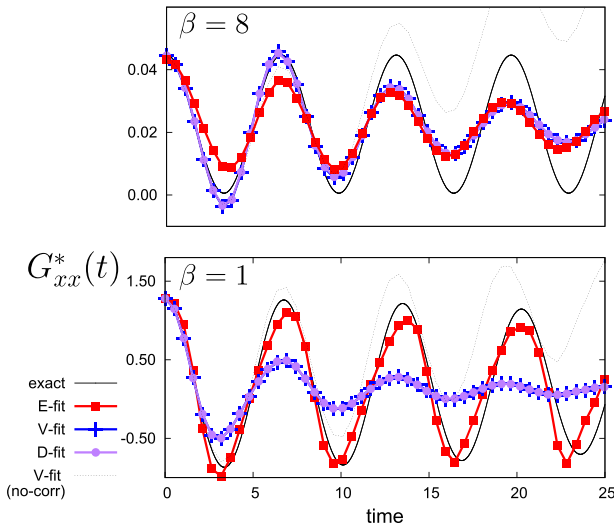 β = 8
0.04
0.02
0.00
G*xx(t)
β = 1
1.50
0.50
-0.50
exact
E-fit
V-fit
D-fit
V-fit
(no-corr)
0 5 10 15 20 25
time